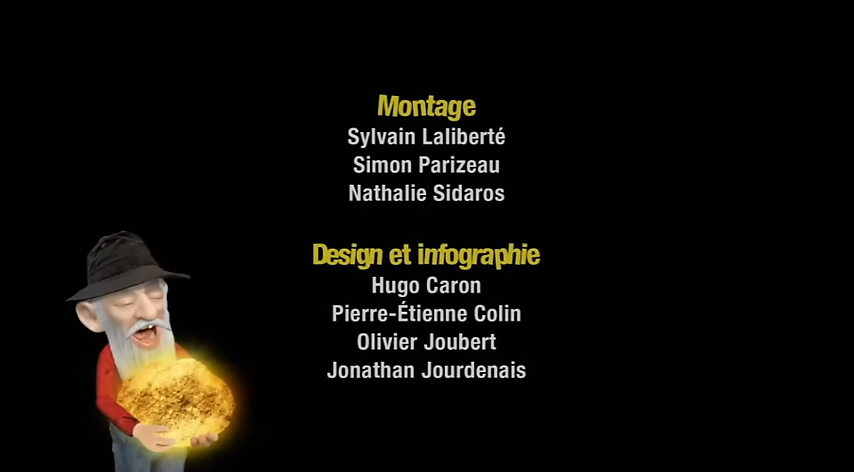 Montage
Sylvain Laliberté
Simon Parizeau
Nathalie Sidaros
Design et infographie
Hugo Caron
Pierre-Étienne Colin
Olivier Joubert
Jonathan Jourdenais